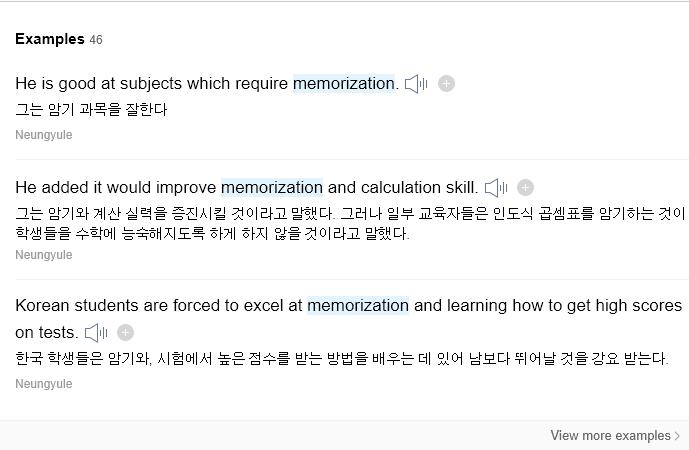 Examples 46
He is good at subjects which require memorization.
그는 암기 과목을 잘한다
Neungyule
He added it would improve memorization and calculation skill.
그는 암기와 계산 실력을 증진시킬 것이라고 말했다. 그러나 일부 교육자들은 인도식 곱셈표를 암기하는 것이
학생들을 수학에 능숙해지도록 하게 하지 않을 것이라고 말했다.
Neungyule
Korean students are forced to excel at memorization and learning how to get high scores
on tests.
한국 학생들은 암기와, 시험에서 높은 점수를 받는 방법을 배우는 데 있어 남보다 뛰어날 것을 강요 받는다.
Neungyule
View more examples >